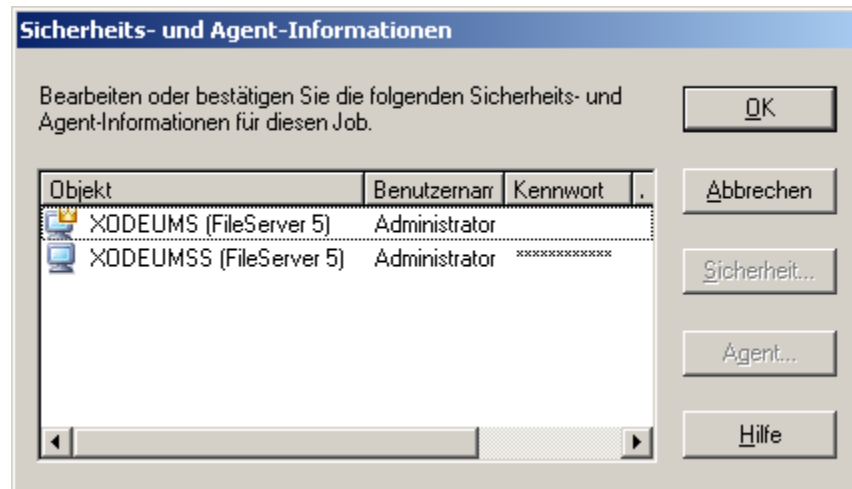 Sicherheits- und Agent-Informationen
Bearbeiten oder bestätigen Sie die folgenden Sicherheits- und
Agent-Informationen für diesen Job.
OK
Objekt Benutzernam Kennwort .
Abbrechen
XODEUMS (FileServer 5) Administrator
XODEUMSS (FileServer 5) Administrator ************
Sicherheit...
Agent...
Hilfe